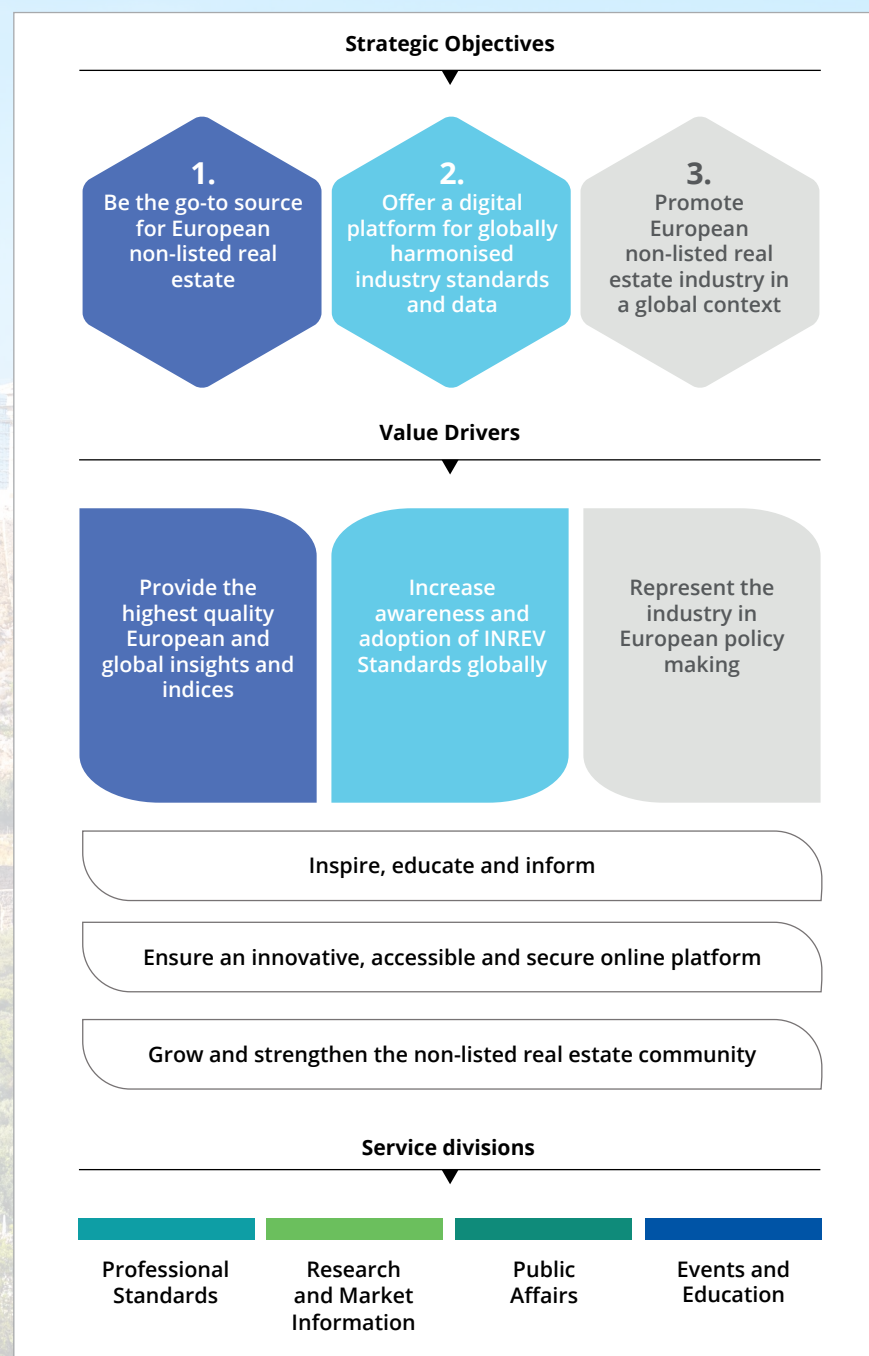 Strategic Objectives
1.
Be the go-to source
for European
non-listed real
estate
2.
Offer a digital
platform for globally
harmonised
industry standards
and data
3.
Promote
European
non-listed real
estate industry in
a global context
Value Drivers
Provide the
highest quality
European and
global insights and
indices
Increase
awareness and
adoption of INREV
Standards globally
Represent the
industry in
European policy
making
Inspire, educate and inform
Ensure an innovative, accessible and secure online platform
Grow and strengthen the non-listed real estate community
Service divisions
Professional
Standards
Research
and Market
Information
Public
Affairs
Events and
Education